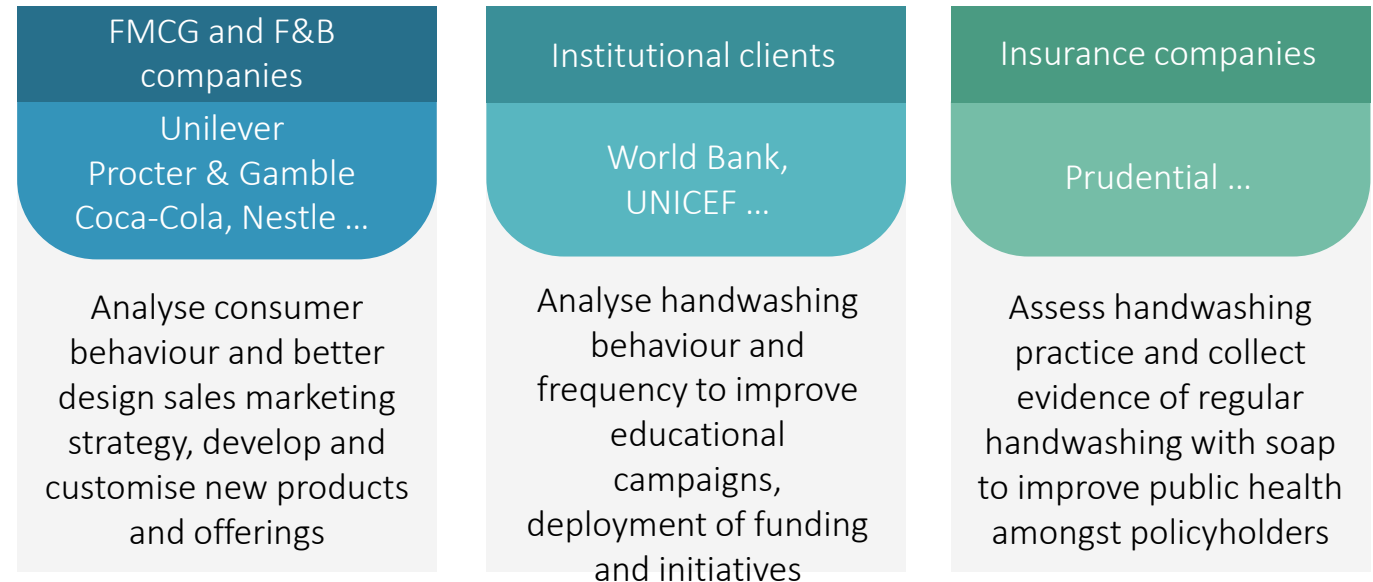 FMCG and F&B
companies
Unilever
Procter & Gamble
Coca-Cola, Nestle ...
Analyse consumer
behaviour and better
design sales marketing
strategy, develop and
customise new products
and offerings
Institutional clients
World Bank,
UNICEF ...
Analyse handwashing
behaviour and
frequency to improve
educational
campaigns,
deployment of funding
and initiatives
Insurance companies
Prudential ...
Assess handwashing
practice and collect
evidence of regular
handwashing with soap
to improve public health
amongst policyholders